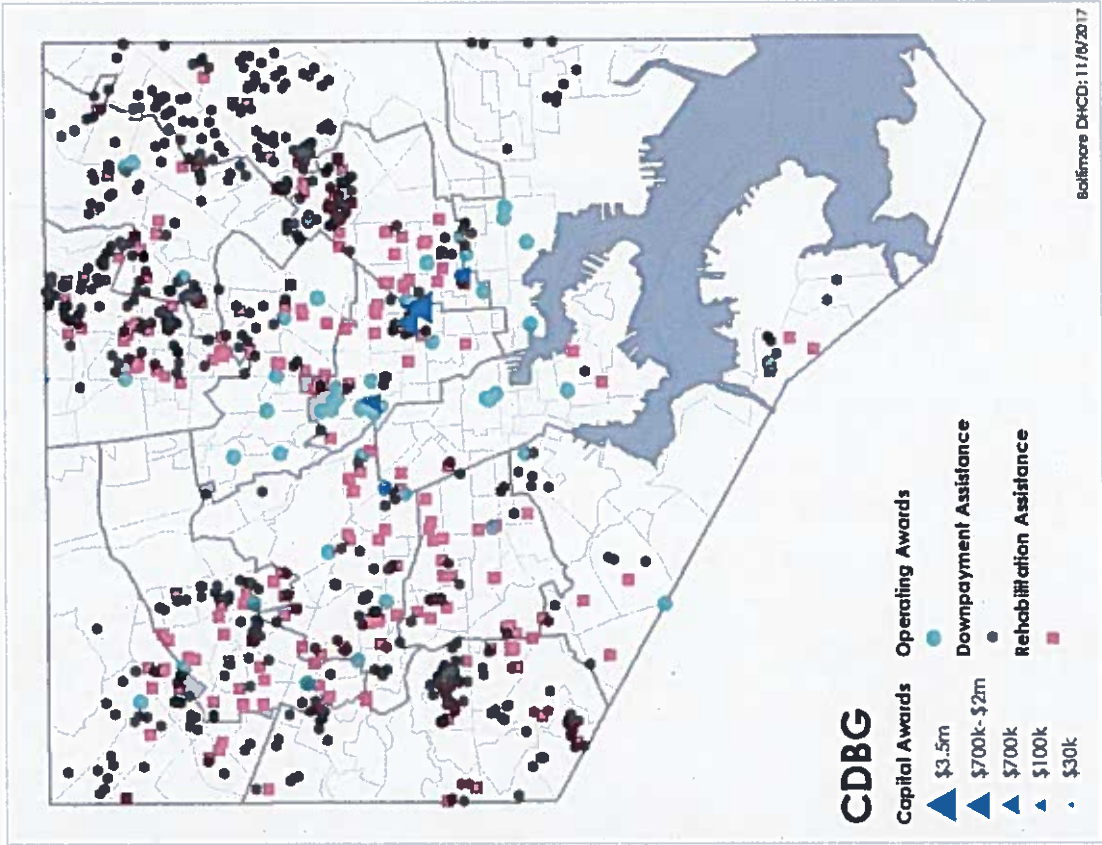 CDBG
Capital Awards
$3.5m
$700k-$2m
$700k
$100k
$30k
Operating Awards
Downpayment Assistance
Rehabilitation Assistance
Baltimore DHCD: 11/8/2017